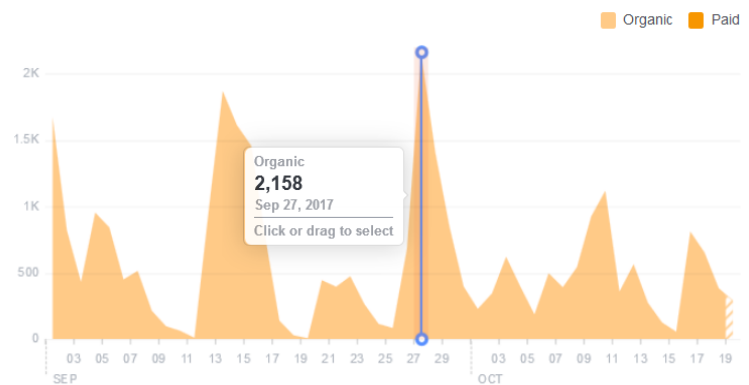 Organic Paid
2K
1.5K
1K
500
0
Organic
2,158
Sep 27, 2017
Click or drag to select
03 05 07 09 11 13 15 17 19 21 23 25 27 29 03 05 07 09 11 13 15 17 19
SEP OCT